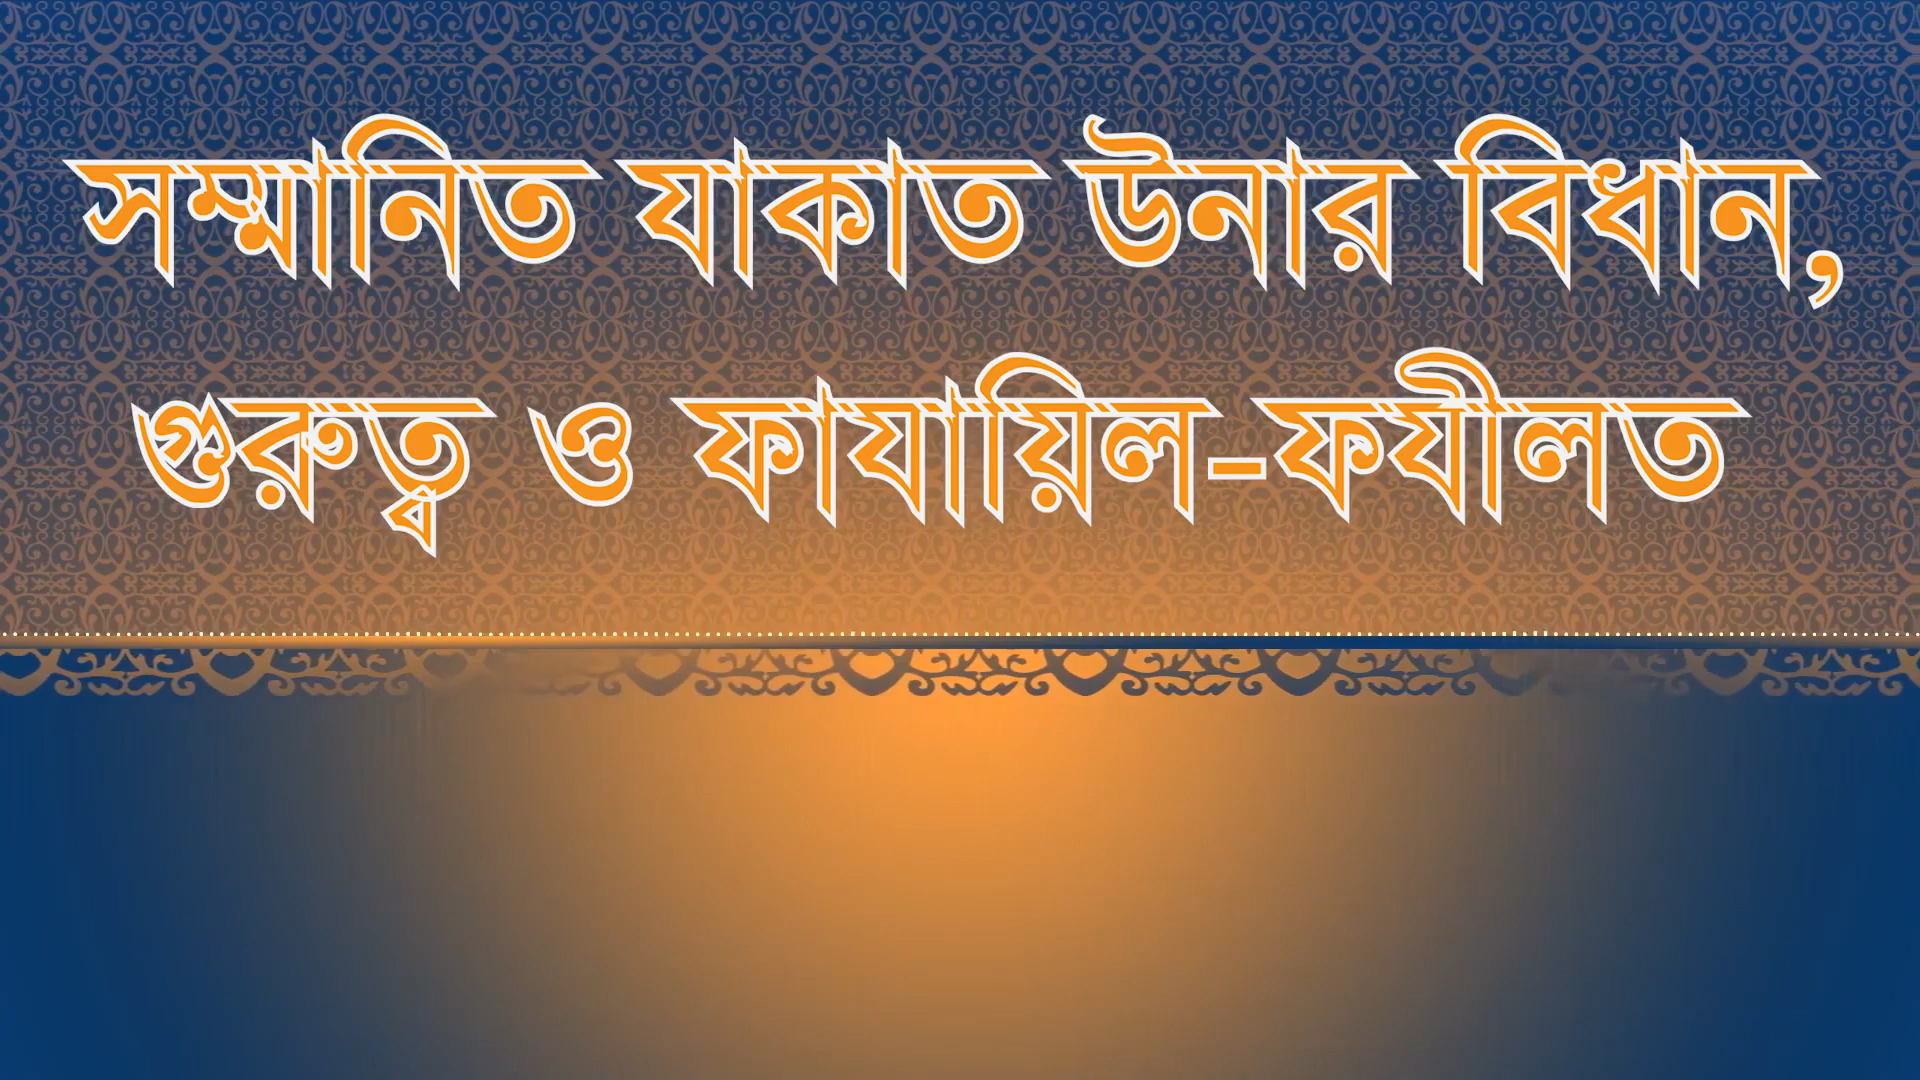 সম্মানিত যাকাত উনার বিধান,
গুরুত্ব ও ফাযায়িল-ফযীলত